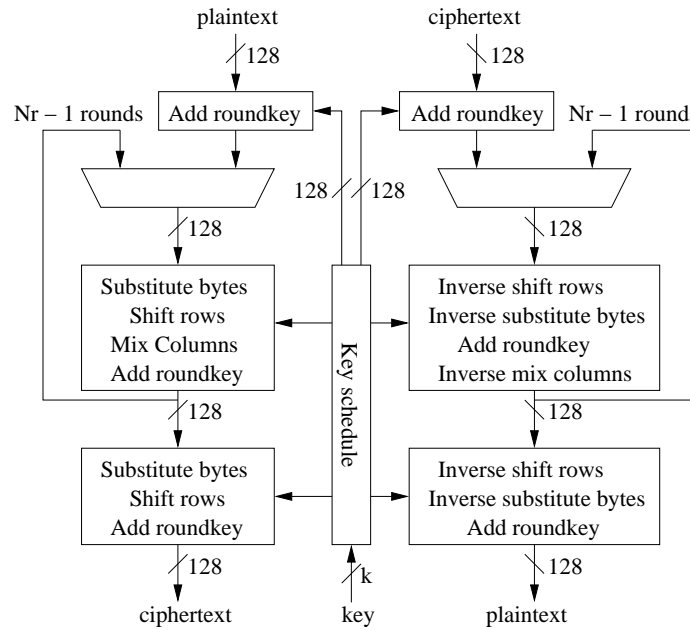 plaintext
ciphertext
128
128
Nr – 1 rounds
Add roundkey
Add roundkey
Nr – 1 rounds
128
128
128
128
Substitute bytes
Shift rows
Mix Columns
Add roundkey
Key schedule
Inverse shift rows
Inverse substitute bytes
Add roundkey
Inverse mix columns
128
128
Substitute bytes
Shift rows
Add roundkey
Inverse shift rows
Inverse substitute bytes
Add roundkey
128
k
128
ciphertext
key
plaintext